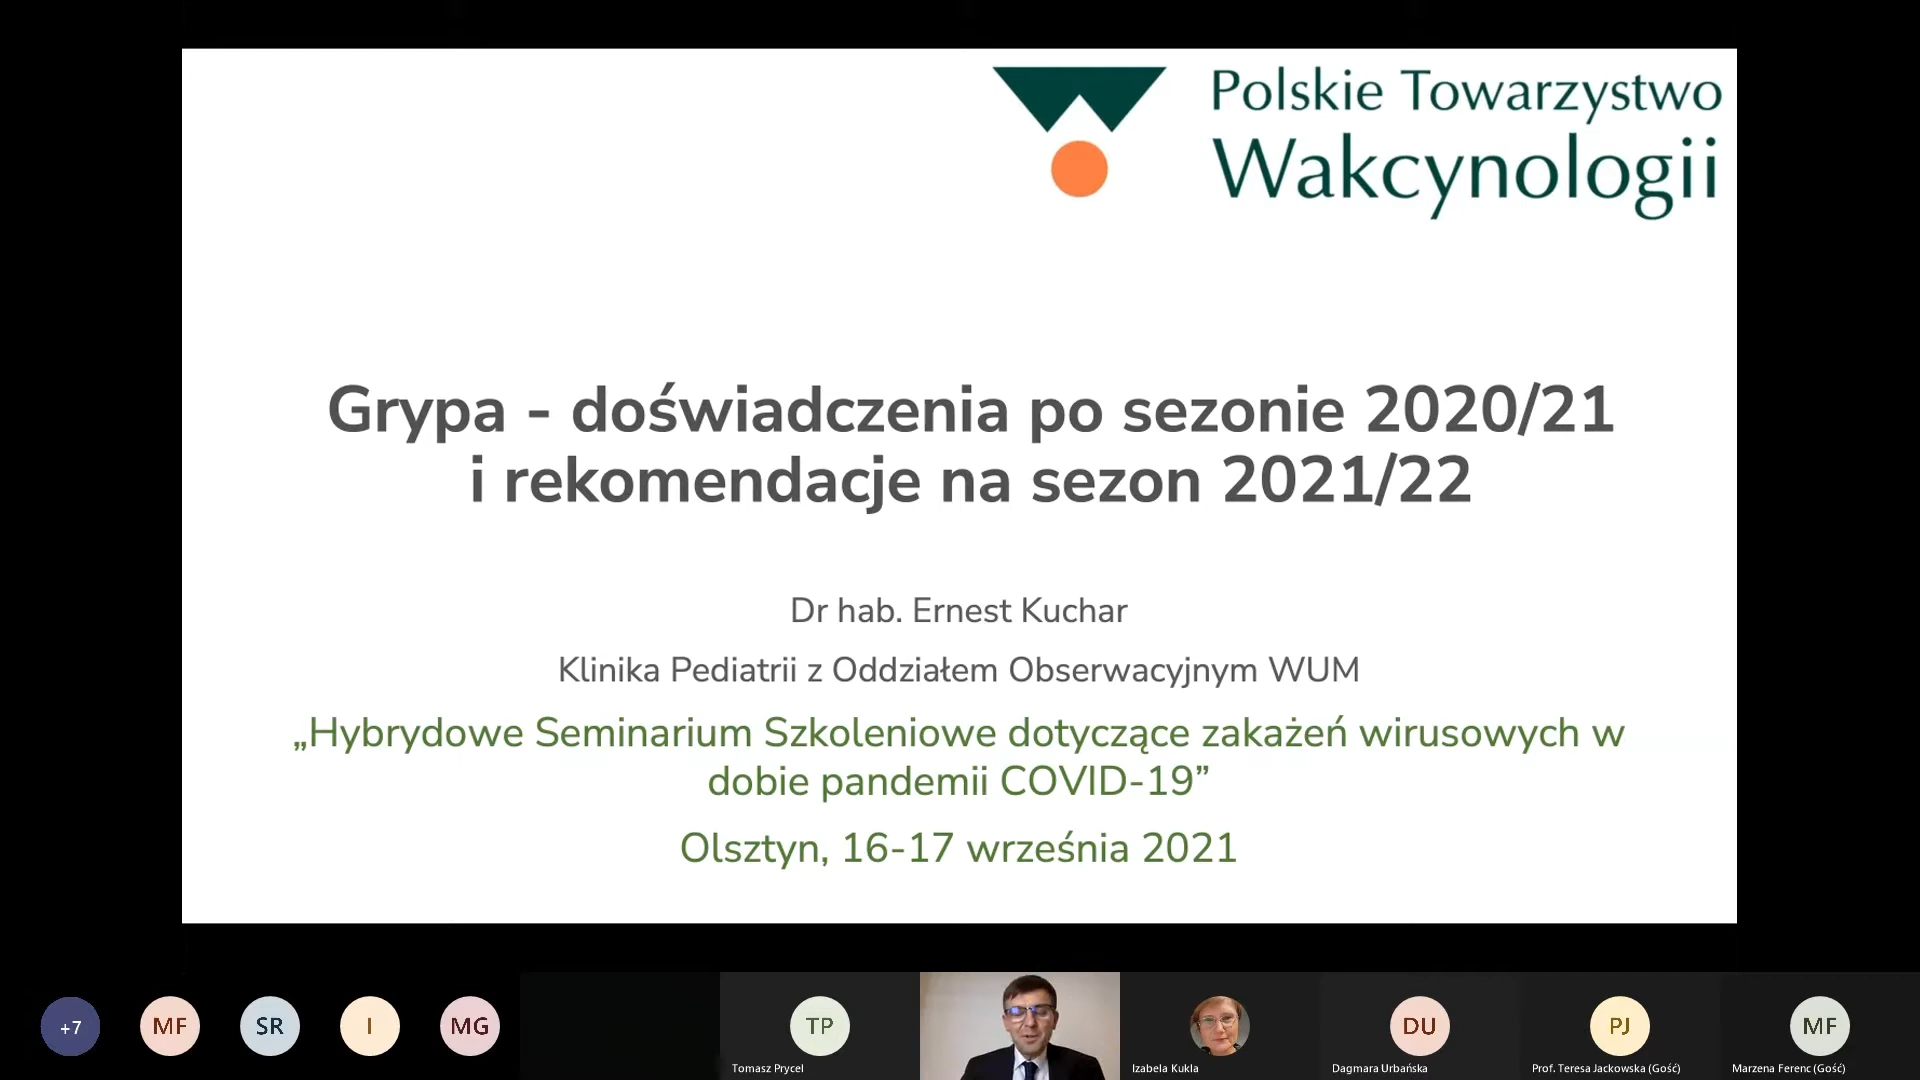 Polskie Towarzystwo
Wakcynologii
Grypa - doświadczenia po sezonie 2020/21
i rekomendacje na sezon 2021/22
Dr hab. Ernest Kuchar
Klinika Pediatrii z Oddziałem Obserwacyjnym WUM
„Hybrydowe Seminarium Szkoleniowe dotyczące zakażeń wirusowych w
dobie pandemii COVID-19”
Olsztyn, 16-17 września 2021
+7
MF
SR
I
MG
TP
DU
PJ
MF
Tomasz Prycel
Izabela Kukla
Dagmara Urbańska
Prof. Teresa Jackowska (Gość)
Marzena Ferenc (Gość)